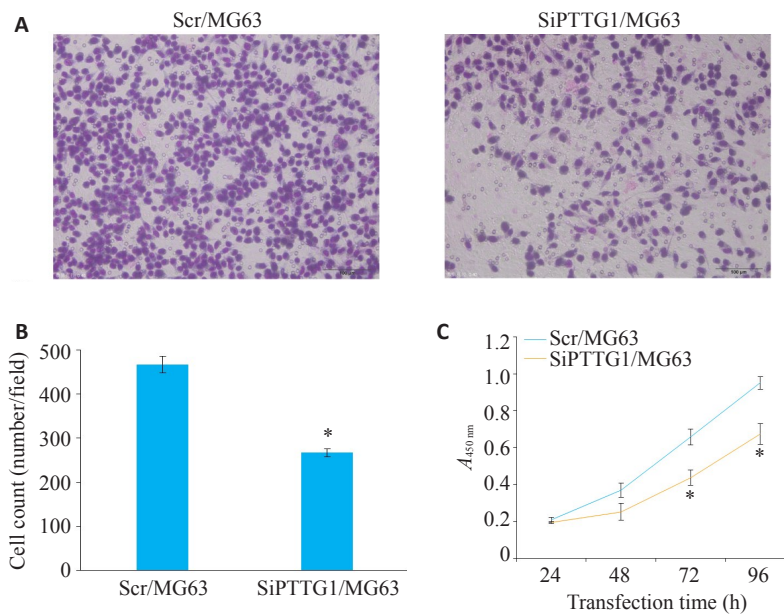 A
Scr/MG63
SiPTTG1/MG63
B
Cell count (number/field)
500
400
300
200
100
0
*
Scr/MG63
SiPTTG1/MG63
C
A450 nm
1.2
1.0
0.8
0.6
0.4
0.2
0
Scr/MG63
SiPTTG1/MG63
*
*
24
48
72
96
Transfection time (h)